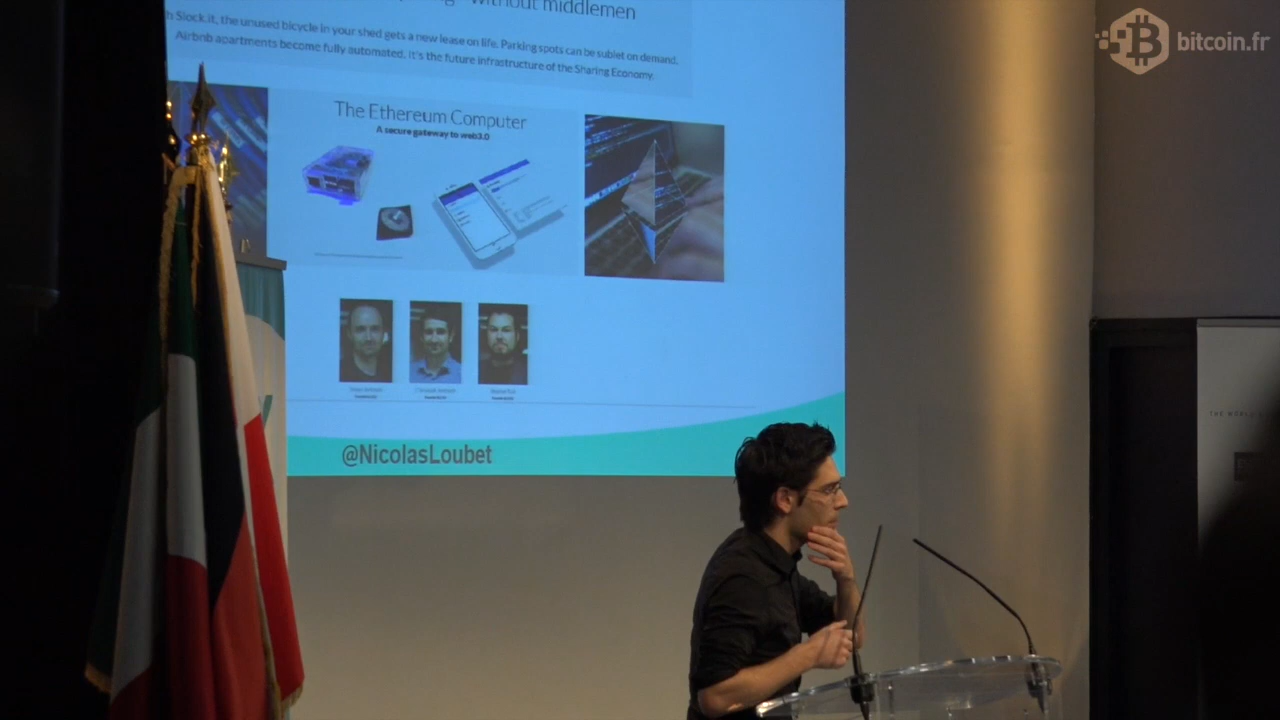 without middlemen
Slock.it, the unused bicycle in your shed gets a new lease on life. Parking spots can be sublet on demand,
Airbnb apartments become fully automated. It's the future infrastructure of the Sharing Economy.
The Ethereum Computer
A secure gateway to web3.0
@NicolasLoubet
bitcoin.fr
THE WORLD